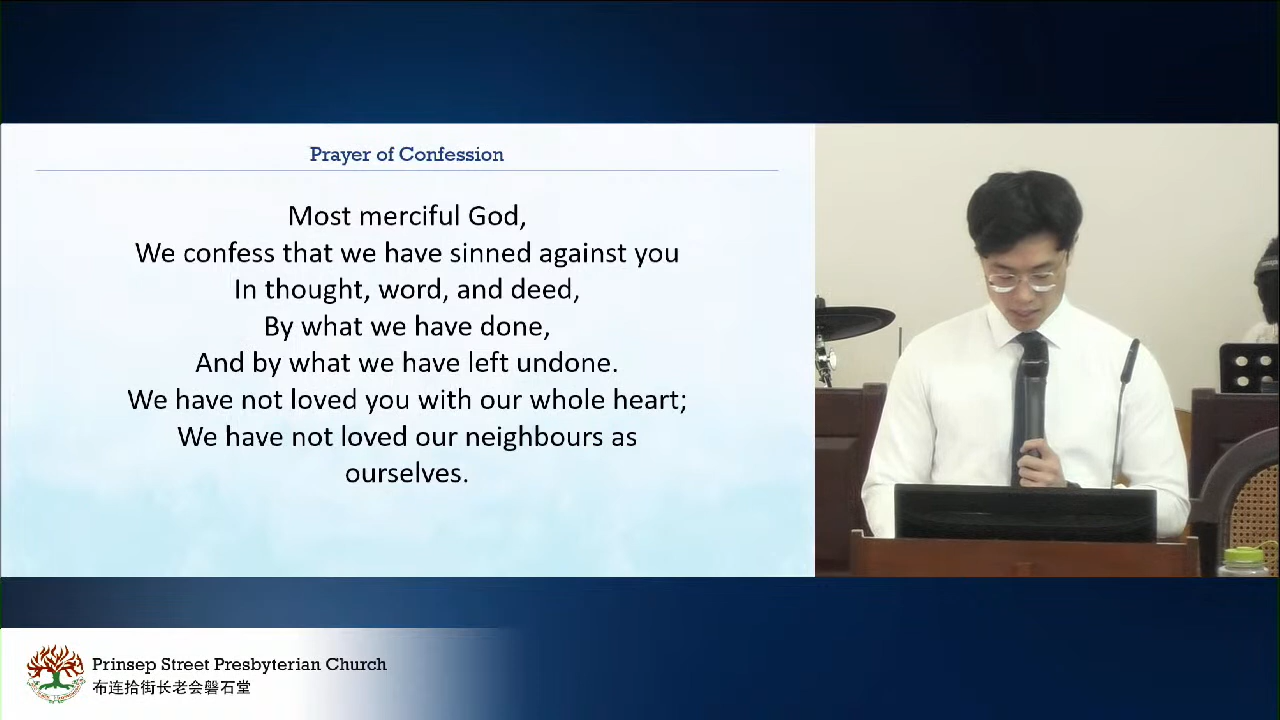 Prayer of Confession
Most merciful God,
We confess that we have sinned against you
In thought, word, and deed,
By what we have done,
And by what we have left undone.
We have not loved you with our whole heart;
We have not loved our neighbours as
ourselves.
Prinsep Street Presbyterian Church
布连拾街长老会磐石堂